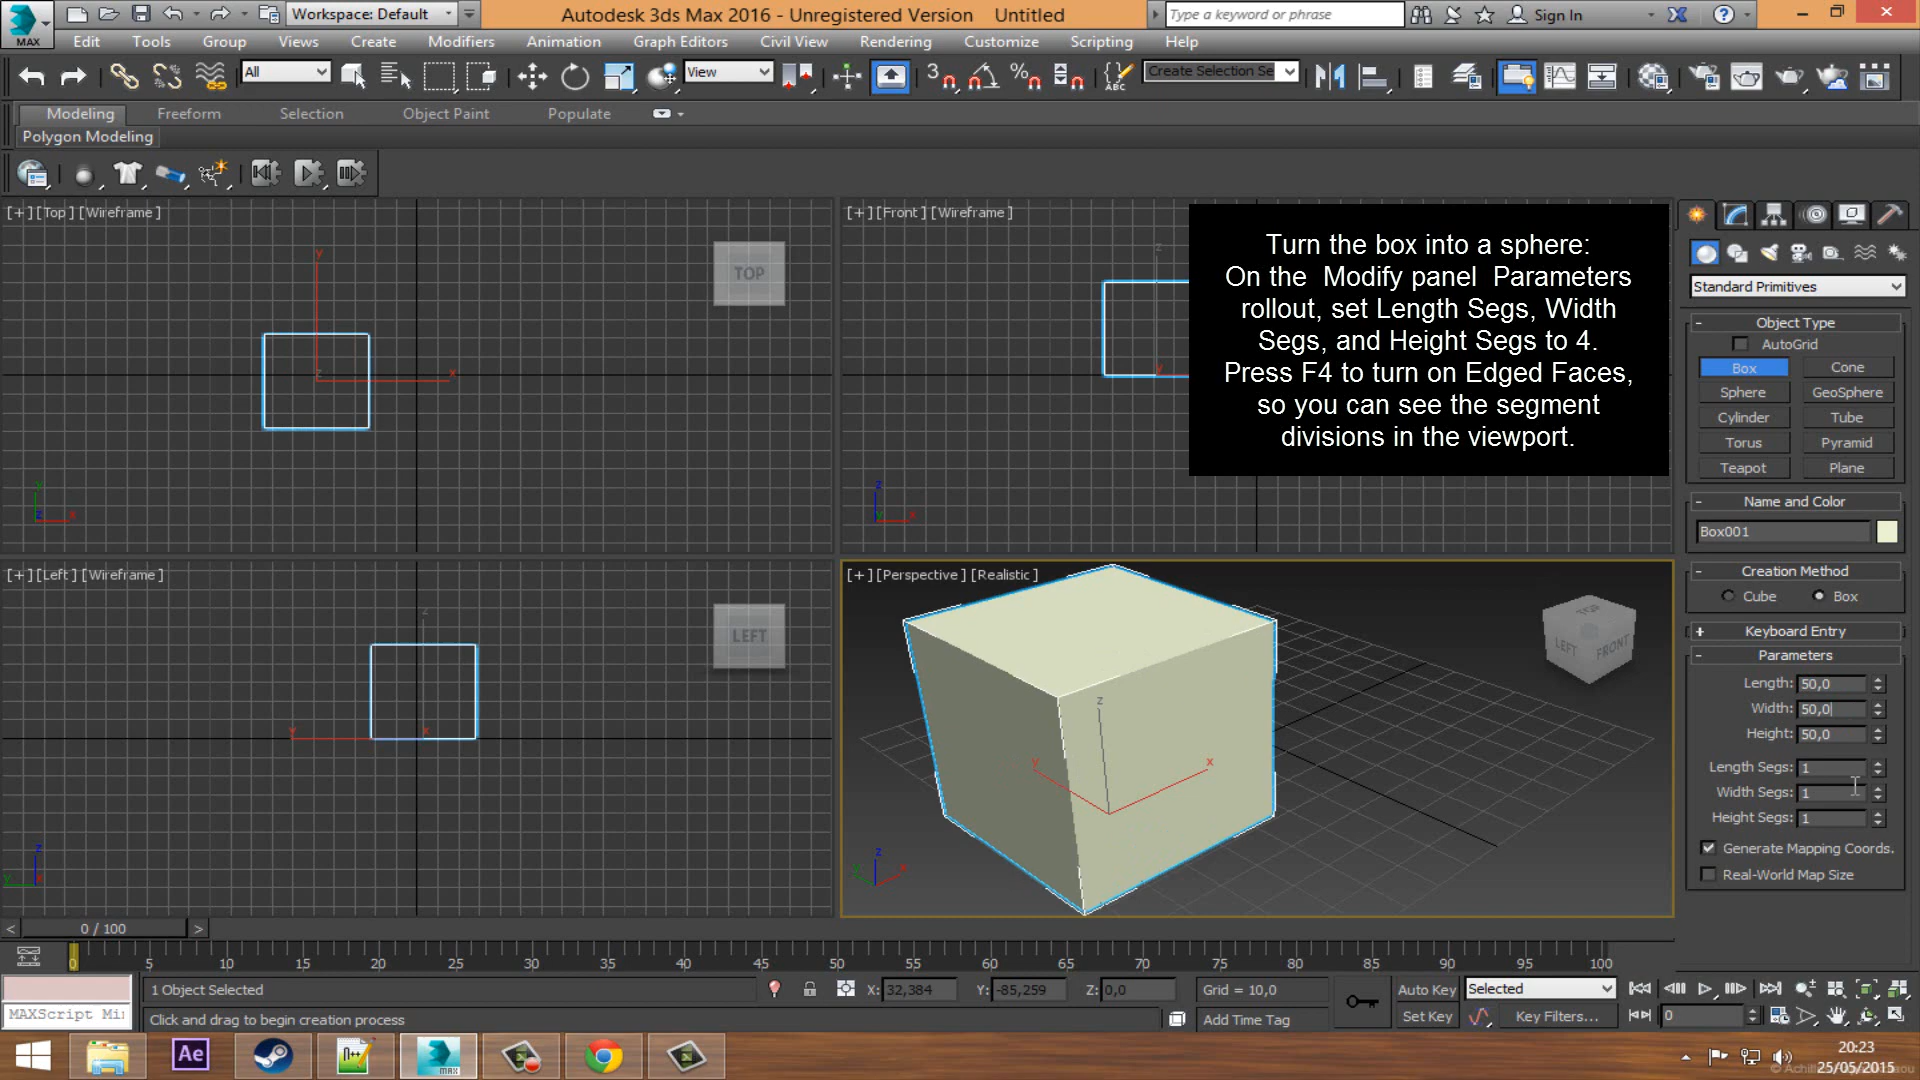 Workspace: Default
Autodesk 3ds Max 2016 - Unregistered Version Untitled
Type a keyword or phrase
Sign In
MAX
Edit Tools Group Views Create Modifiers Animation Graph Editors Civil View Rendering Customize Scripting Help
All
View
3
%
ABC
Create Selection Se
Modeling Freeform Selection Object Paint Populate
Polygon Modeling
[+][Top][Wireframe]
TOP
[+][Front][Wireframe]
Turn the box into a sphere:
On the Modify panel Parameters
rollout, set Length Segs, Width
Segs, and Height Segs to 4.
Press F4 to turn on Edged Faces,
so you can see the segment
divisions in the viewport.
Standard Primitives
Object Type
AutoGrid
Box Cone
Sphere GeoSphere
Cylinder Tube
Torus Pyramid
Teapot Plane
Name and Color
Box001
Creation Method
Cube Box
Keyboard Entry
Parameters
Length: 50,0
Width: 50,0
Height: 50,0
Length Segs: 1
Width Segs: 1
Height Segs: 1
Generate Mapping Coords.
Real-World Map Size
[+][Left][Wireframe]
LEFT
[+][Perspective][Realistic]
TOP
LEFT FRONT
y x z
0 / 100
0 5 10 15 20 25 30 35 40 45 50 55 60 65 70 75 80 85 90 95 100
1 Object Selected
X: 32,384 Y: -85,259 Z: 0,0
Grid = 10,0
Auto Key Selected
MAXScript Mi
Click and drag to begin creation process
Add Time Tag
Set Key Key Filters...
0
Ae
n++
MAX
20:23
25/05/2015